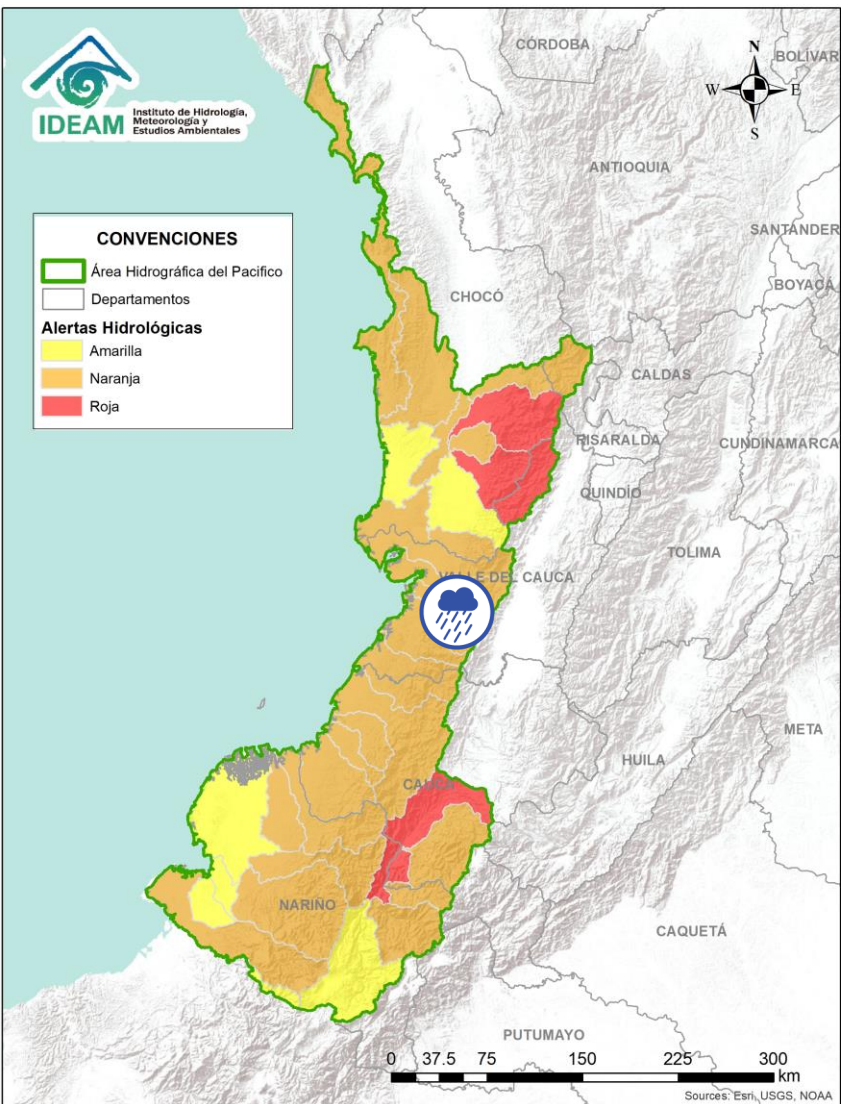 IDEAM
Instituto de Hidrología,
Meteorología y
Estudios Ambientales
CÓRDOBA
BOLÍVAR
N
W
E
S
ANTIOQUIA
SANTANDER
BOYACÁ
CONVENCIONES
Área Hidrográfica del Pacifico
Departamentos
Alertas Hidrológicas
Amarilla
Naranja
Roja
CHOCÓ
CALDAS
RISARALDA
CUNDINAMARCA
QUINDÍO
TOLIMA
VALLE DEL CAUCA
META
HUILA
CAUCA
NARIÑO
CAQUETÁ
PUTUMAYO
0 37.5 75 150 225 300
km
Sources: Esri, USGS, NOAA